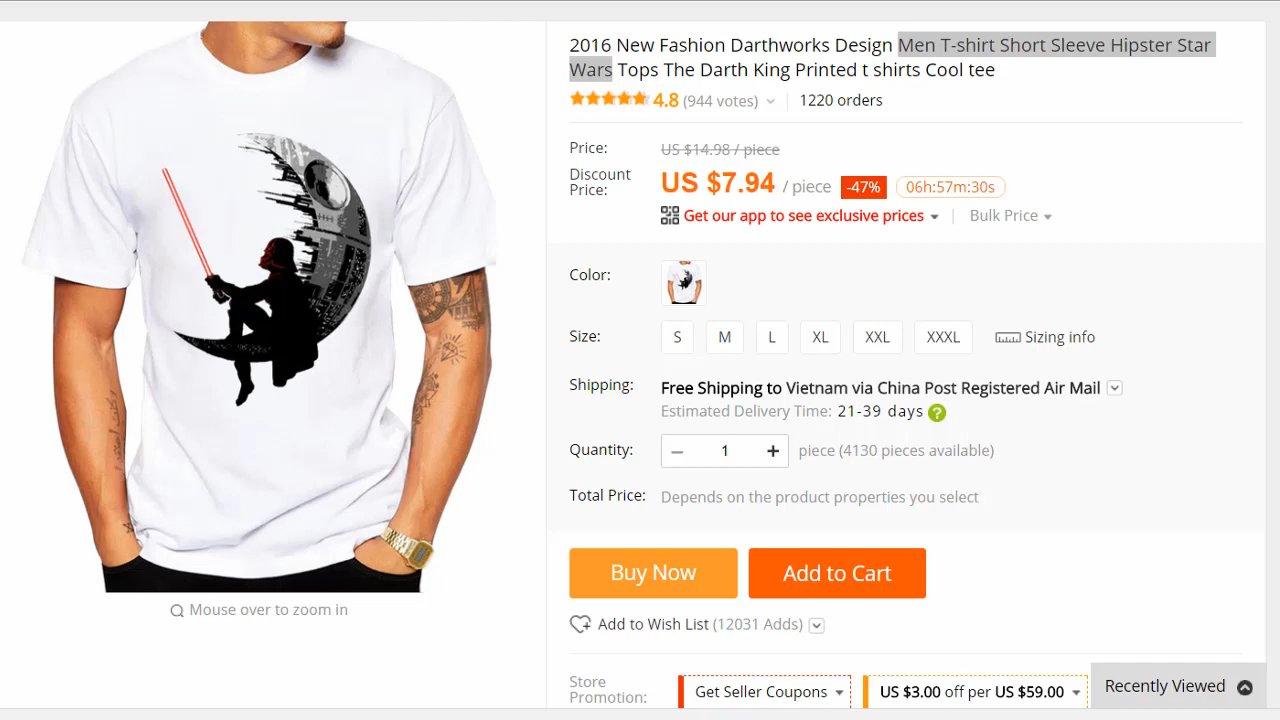 2016 New Fashion Darthworks Design Men T-shirt Short Sleeve Hipster Star
Wars Tops The Darth King Printed t shirts Cool tee
4.8 (944 votes) 1220 orders
Price: US $14.98 / piece
Discount
Price:
US $7.94 / piece -47% 06h:57m:30s
Get our app to see exclusive prices Bulk Price
Color:
Size: S M L XL XXL XXXL Sizing info
Shipping: Free Shipping to Vietnam via China Post Registered Air Mail
Estimated Delivery Time: 21-39 days ?
Quantity: 1 piece (4130 pieces available)
Total Price: Depends on the product properties you select
Buy Now Add to Cart
Mouse over to zoom in
Add to Wish List (12031 Adds)
Store
Promotion:
Get Seller Coupons US $3.00 off per US $59.00
Recently Viewed